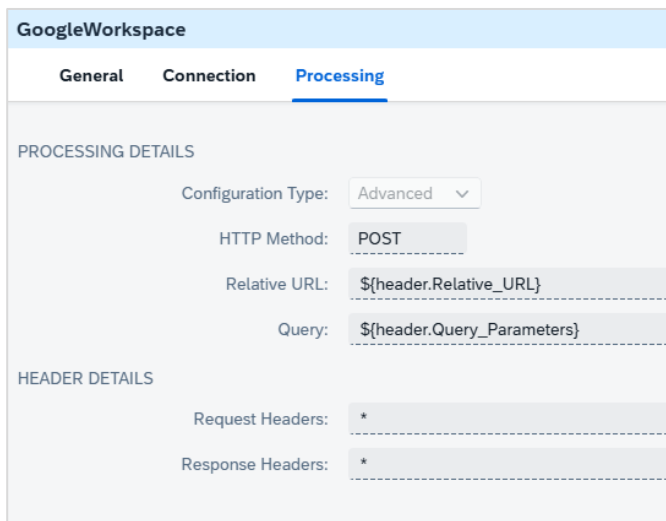 GoogleWorkspace
General Connection Processing
PROCESSING DETAILS
Configuration Type: Advanced
HTTP Method: POST
Relative URL: ${header.Relative_URL}
Query: ${header.Query_Parameters}
HEADER DETAILS
Request Headers: *
Response Headers: *